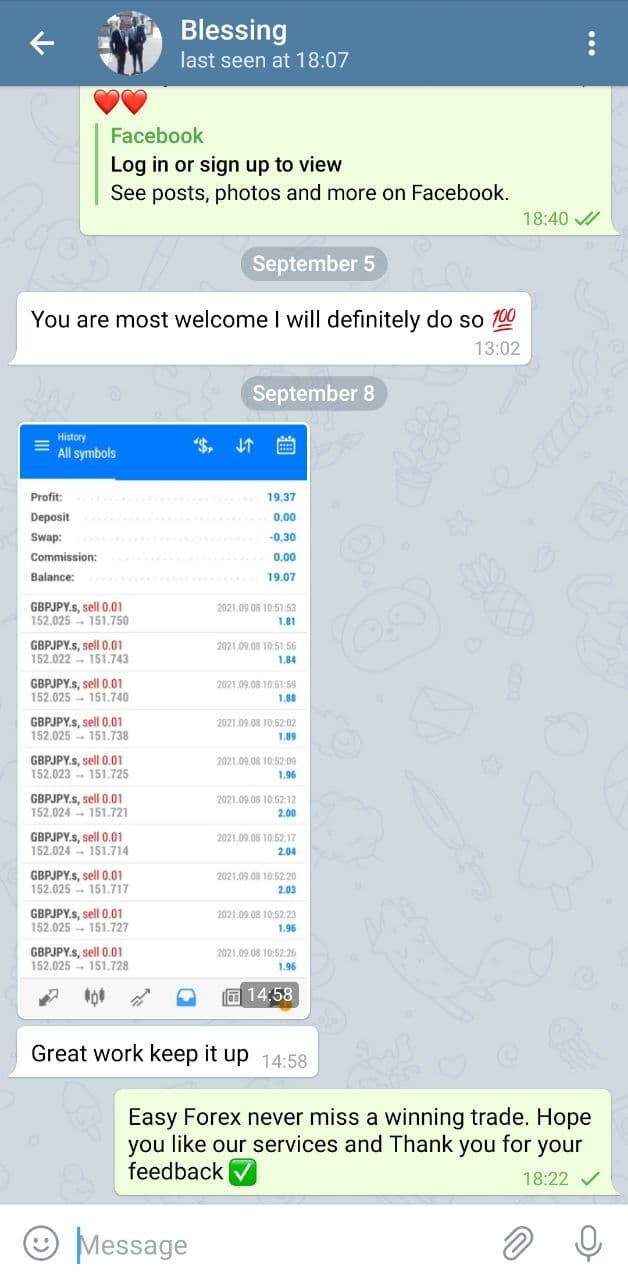 Blessing
last seen at 18:07
❤️❤️
Facebook
Log in or sign up to view
See posts, photos and more on Facebook.
18:40
September 5
You are most welcome I will definitely do so 💯
13:02
September 8
History
All symbols
Profit: 19.37
Deposit 0.00
Swap: -0.30
Commission: 0.00
Balance: 19.07
GBPJPY.s, sell 0.01 2021.09.08 10:51:53
152.025 → 151.750 1.81
GBPJPY.s, sell 0.01 2021.09.08 10:51:56
152.022 → 151.743 1.84
GBPJPY.s, sell 0.01 2021.09.08 10:51:59
152.025 → 151.740 1.88
GBPJPY.s, sell 0.01 2021.09.08 10:52:02
152.025 → 151.738 1.89
GBPJPY.s, sell 0.01 2021.09.08 10:52:09
152.023 → 151.725 1.96
GBPJPY.s, sell 0.01 2021.09.08 10:52:12
152.024 → 151.721 2.00
GBPJPY.s, sell 0.01 2021.09.08 10:52:17
152.024 → 151.714 2.04
GBPJPY.s, sell 0.01 2021.09.08 10:52:20
152.025 → 151.717 2.03
GBPJPY.s, sell 0.01 2021.09.08 10:52:23
152.025 → 151.727 1.96
GBPJPY.s, sell 0.01 2021.09.08 10:52:26
152.025 → 151.728 1.96
14:58
Great work keep it up 14:58
Easy Forex never miss a winning trade. Hope
you like our services and Thank you for your
feedback ✅
18:22
Message